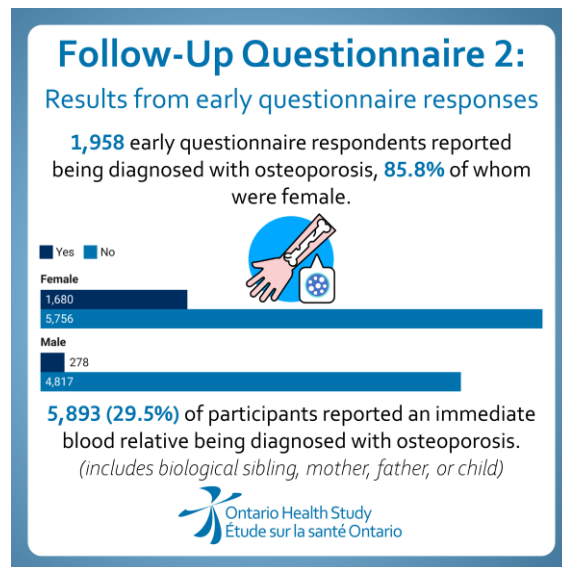 Follow-Up Questionnaire 2:
Results from early questionnaire responses
1,958 early questionnaire respondents reported
being diagnosed with osteoporosis, 85.8% of whom
were female.
Yes No
Female
1,680
5,756
Male
278
4,817
5,893 (29.5%) of participants reported an immediate
blood relative being diagnosed with osteoporosis.
(includes biological sibling, mother, father, or child)
Ontario Health Study
Étude sur la santé Ontario